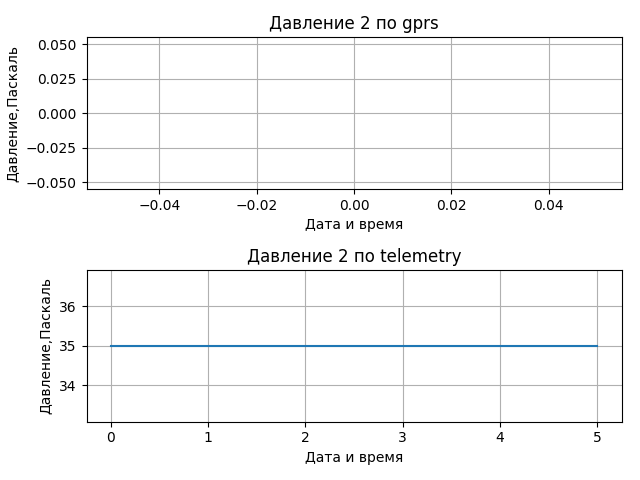 Давление 2 по gprs
Давление,Паскаль
0.050
0.025
0.000
−0.025
−0.050
−0.04 −0.02 0.00 0.02 0.04
Дата и время
Давление 2 по telemetry
Давление,Паскаль
36
35
34
0 1 2 3 4 5
Дата и время